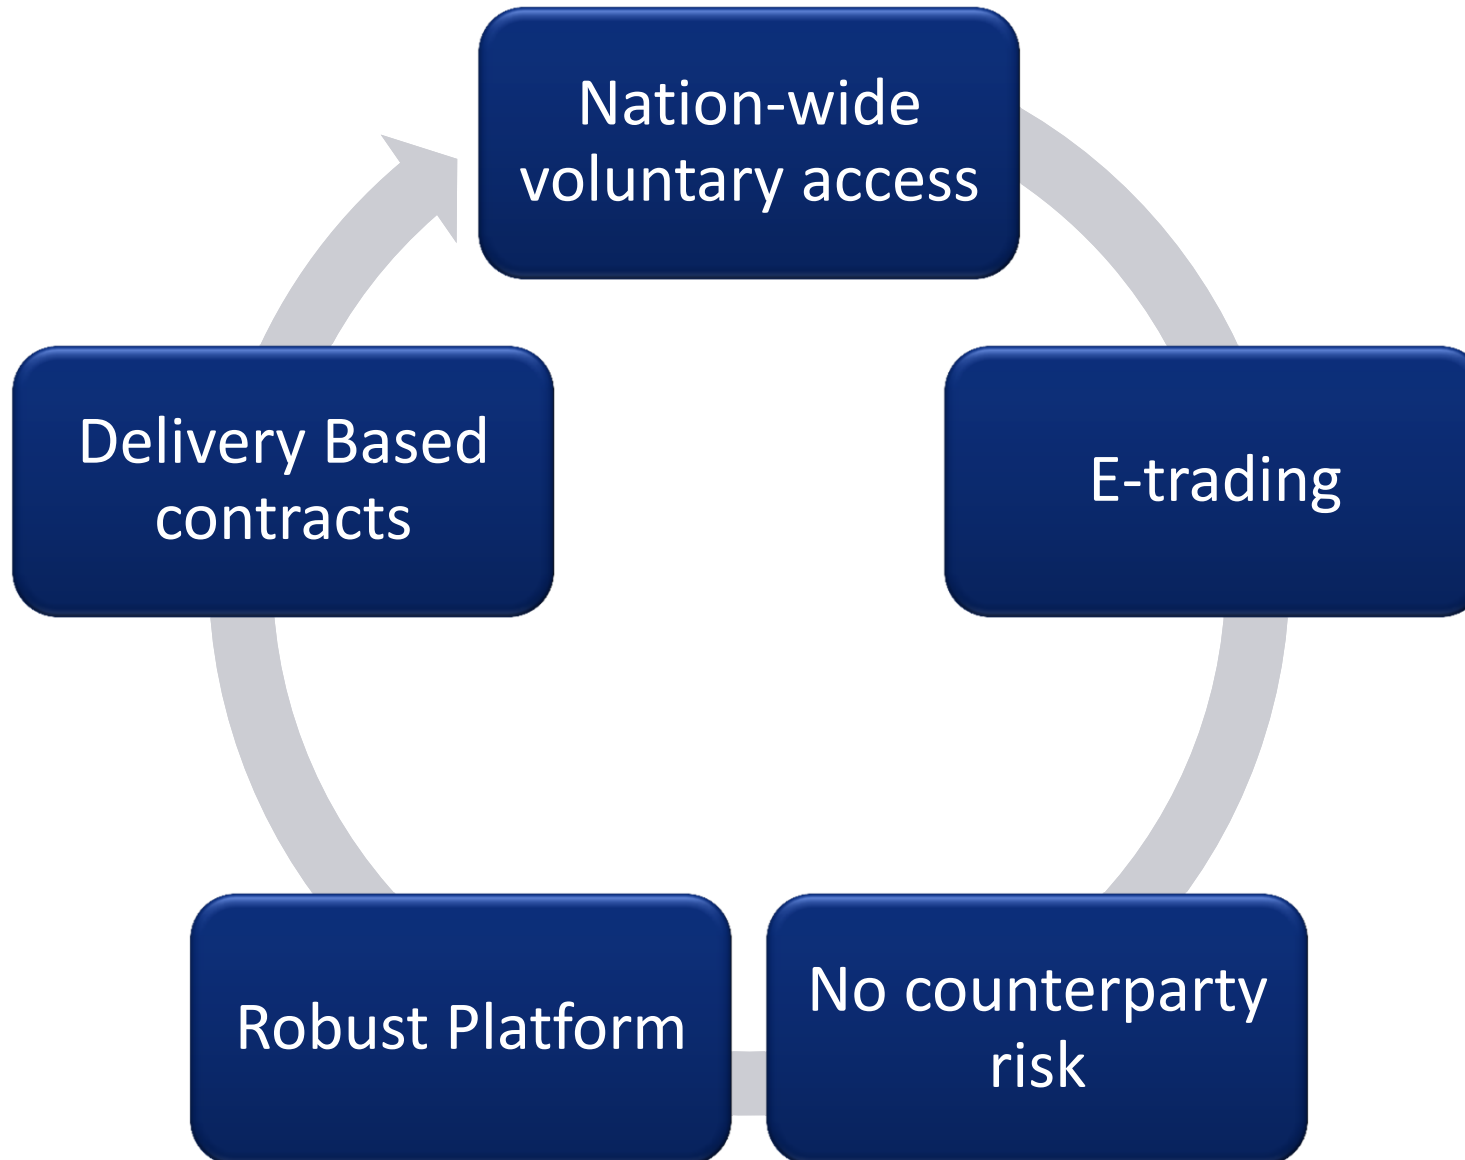 Nation-wide
voluntary access
E-trading
No counterparty
risk
Robust Platform
Delivery Based
contracts